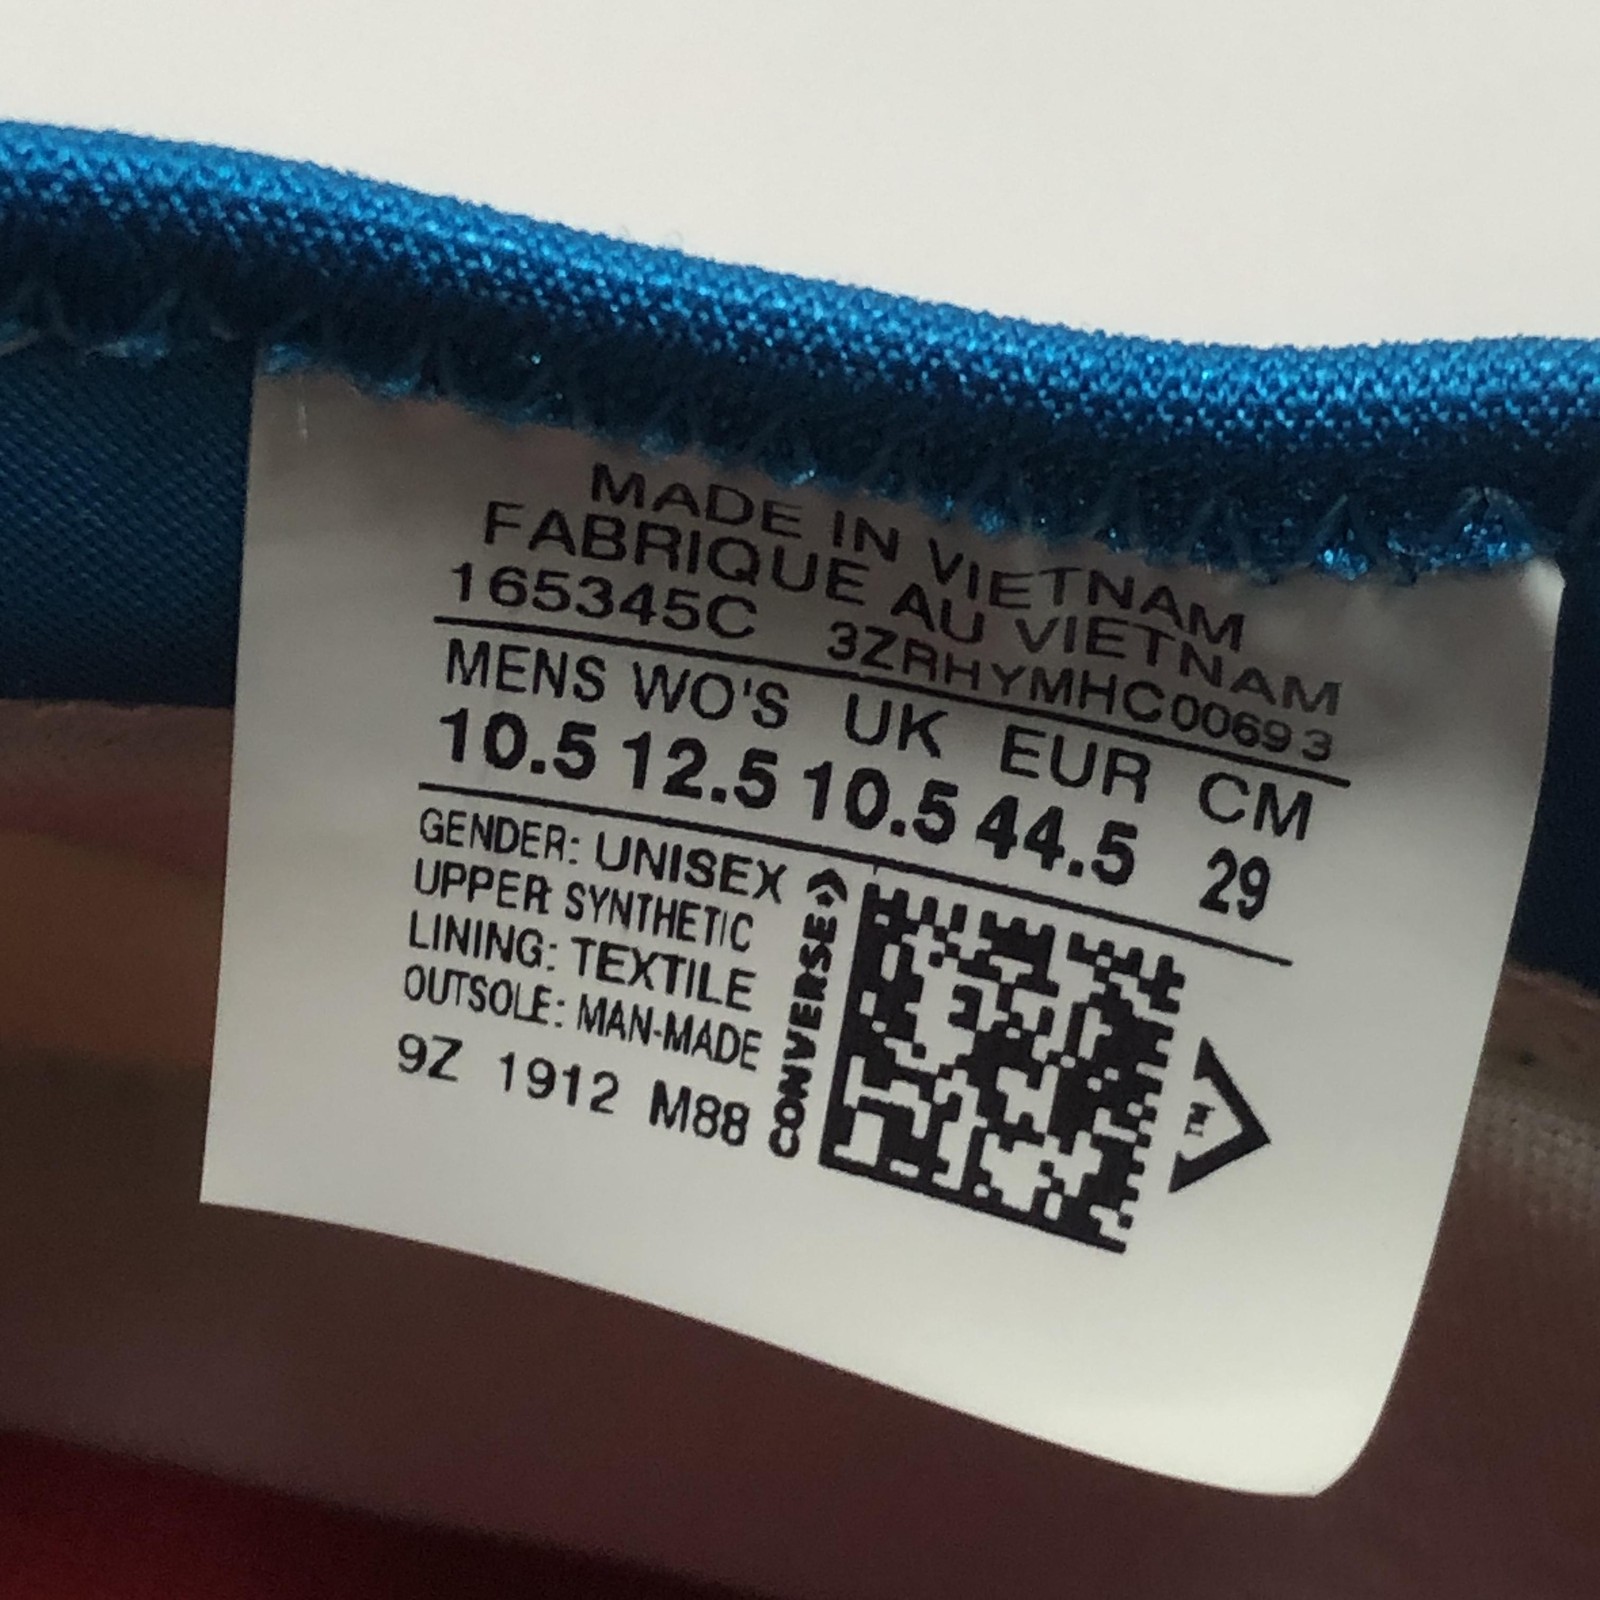 MADE IN VIETNAM
FABRIQUE AU VIETNAM
165345C 3ZRHYMHC00693
MENS WO'S UK EUR CM
10.5 12.5 10.5 44.5 29
GENDER: UNISEX
UPPER: SYNTHETIC
LINING: TEXTILE
OUTSOLE: MAN-MADE
9Z 1912 M88
CONVERSE
TM